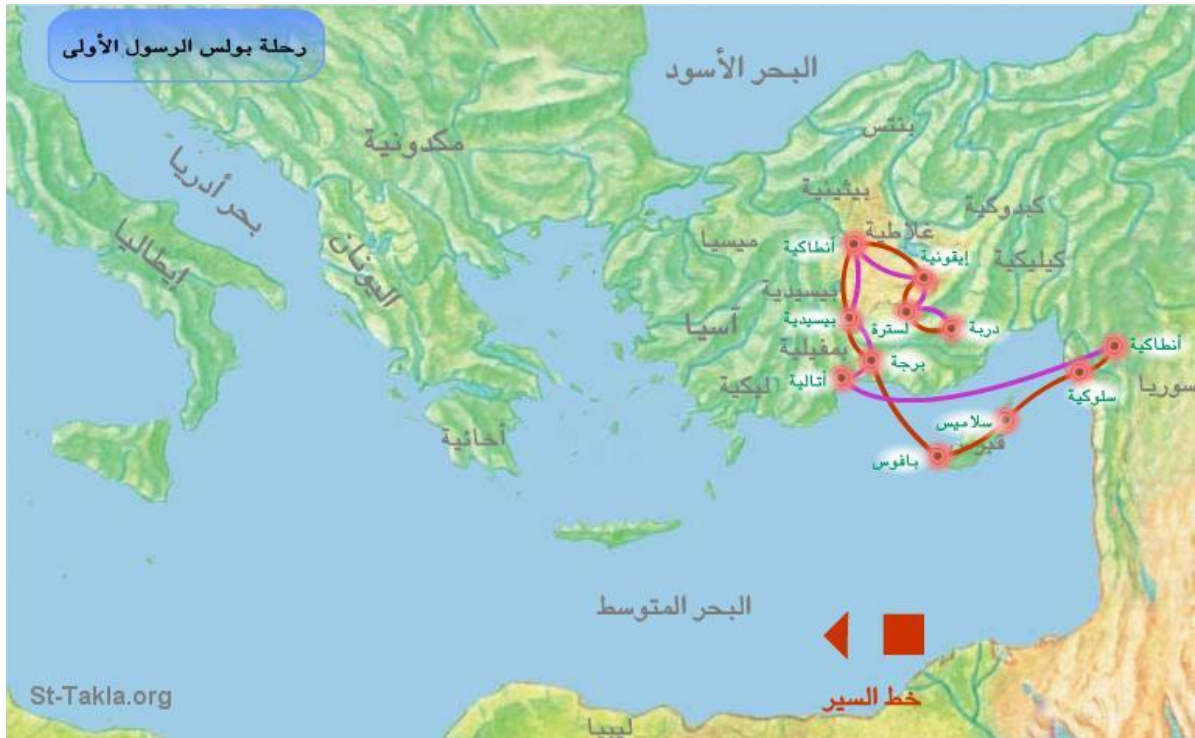 رحلة بولس الرسول الأولى
البحر الأسود
بنتس
مكدونية
بحر أدريا
بيثينية
كبدوكية
غلاطية
إيطاليا
اليونان
ميسيا
أنطاكية
إيقونية
كيليكية
بيسيدية
آسيا
بيسيدية
لسترة
دربة
بمفيلية
برجة
أنطاكية
ليكية
أتالية
سلوكية
سوريا
أخائية
سلاميس
قبرس
بافوس
البحر المتوسط
خط السير
St-Takla.org
ليبيا